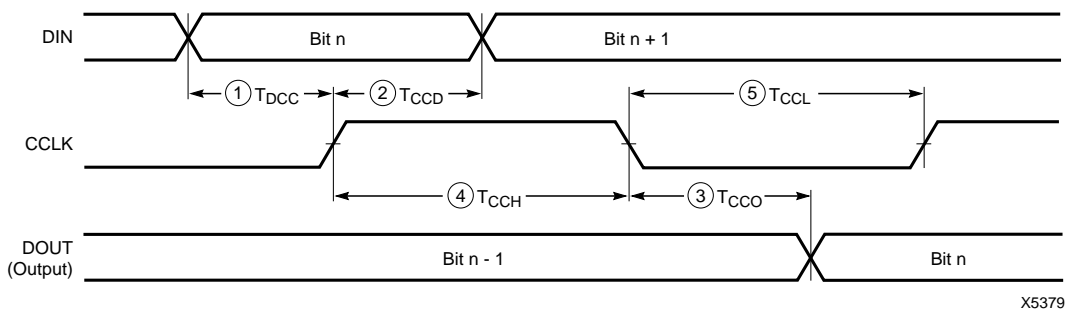 DIN
Bit n
Bit n + 1
1 TDCC
2 TCCD
5 TCCL
CCLK
4 TCCH
3 TCCO
DOUT
(Output)
Bit n - 1
Bit n
X5379